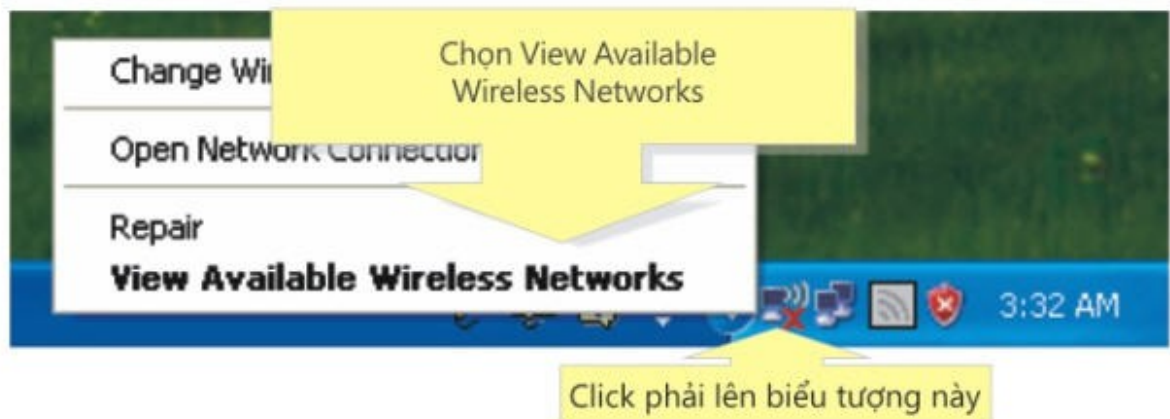 Chọn View Available
Wireless Networks
Change Wi
Open Network Connection
Repair
View Available Wireless Networks
3:32 AM
Click phải lên biểu tượng này